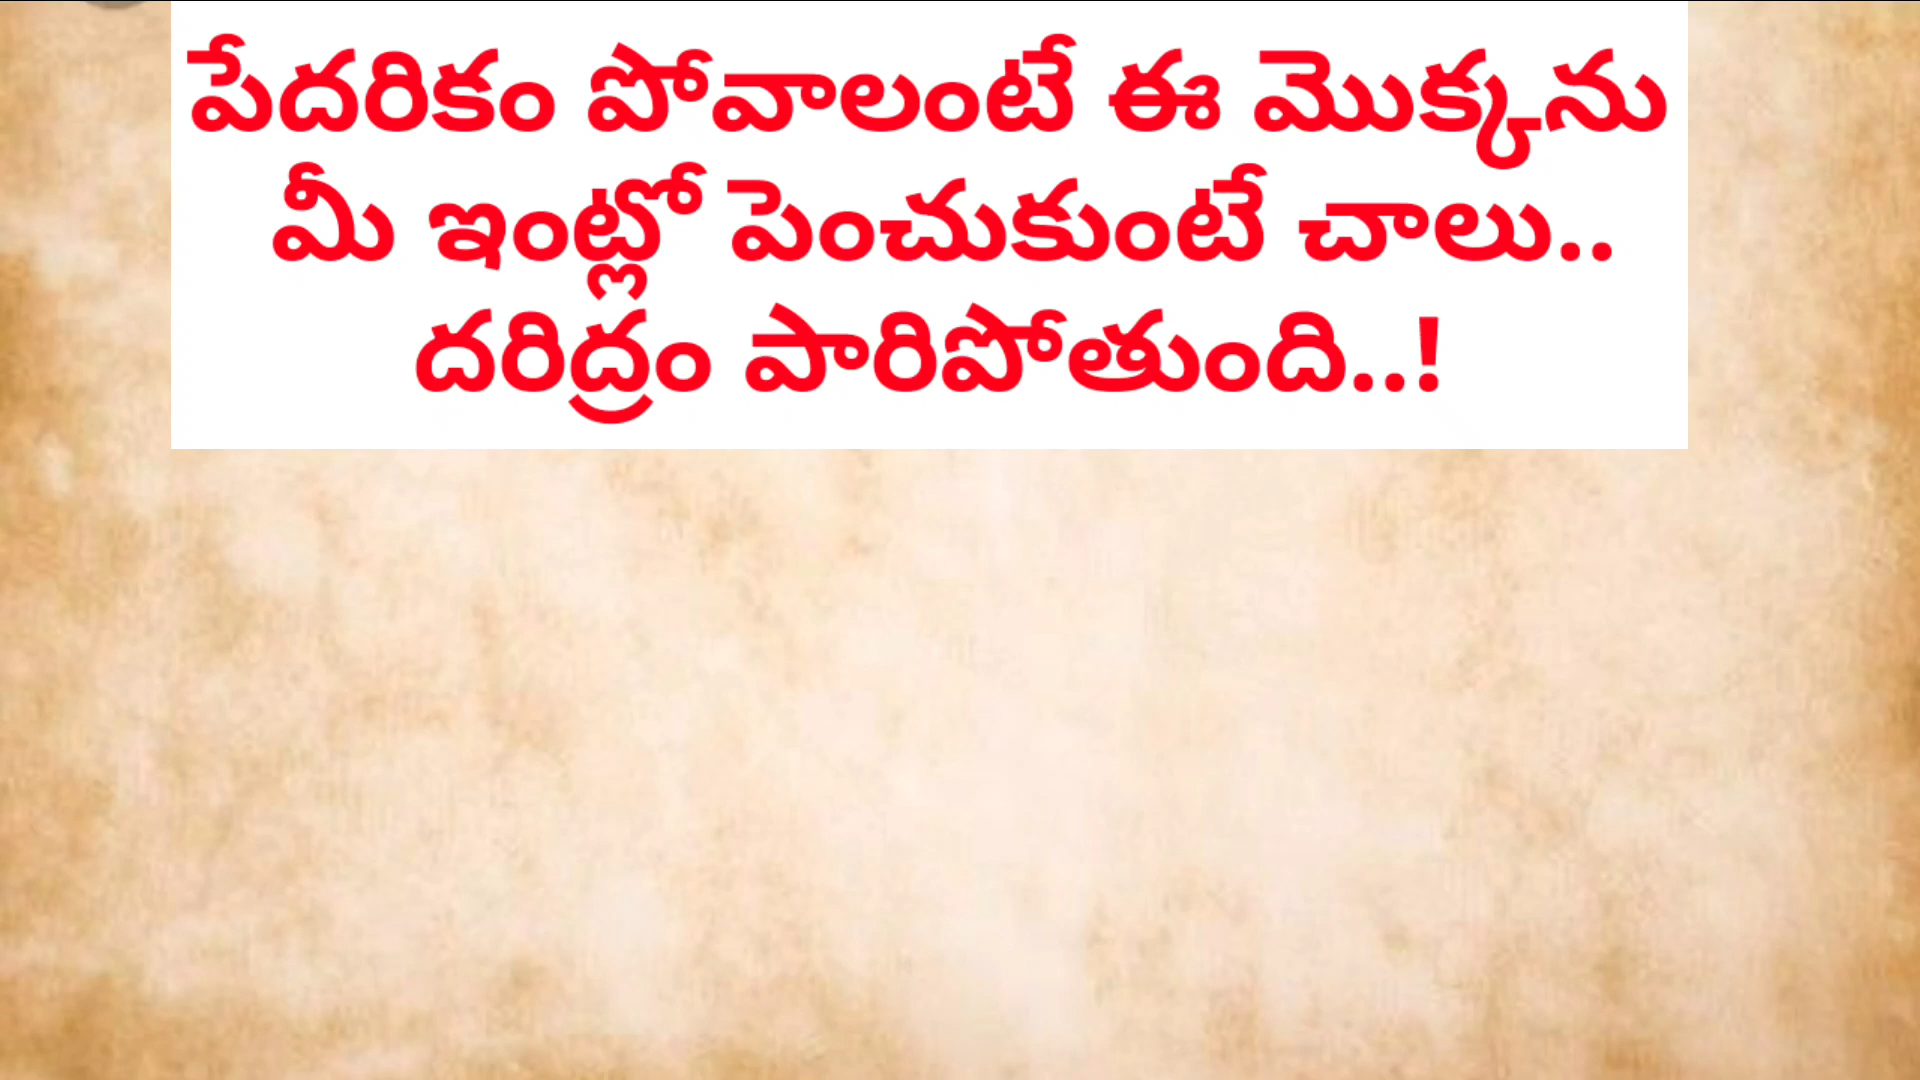 పేదరికం పోవాలంటే ఈ మొక్కను
మీ ఇంట్లో పెంచుకుంటే చాలు..
దరిద్రం పారిపోతుంది..!